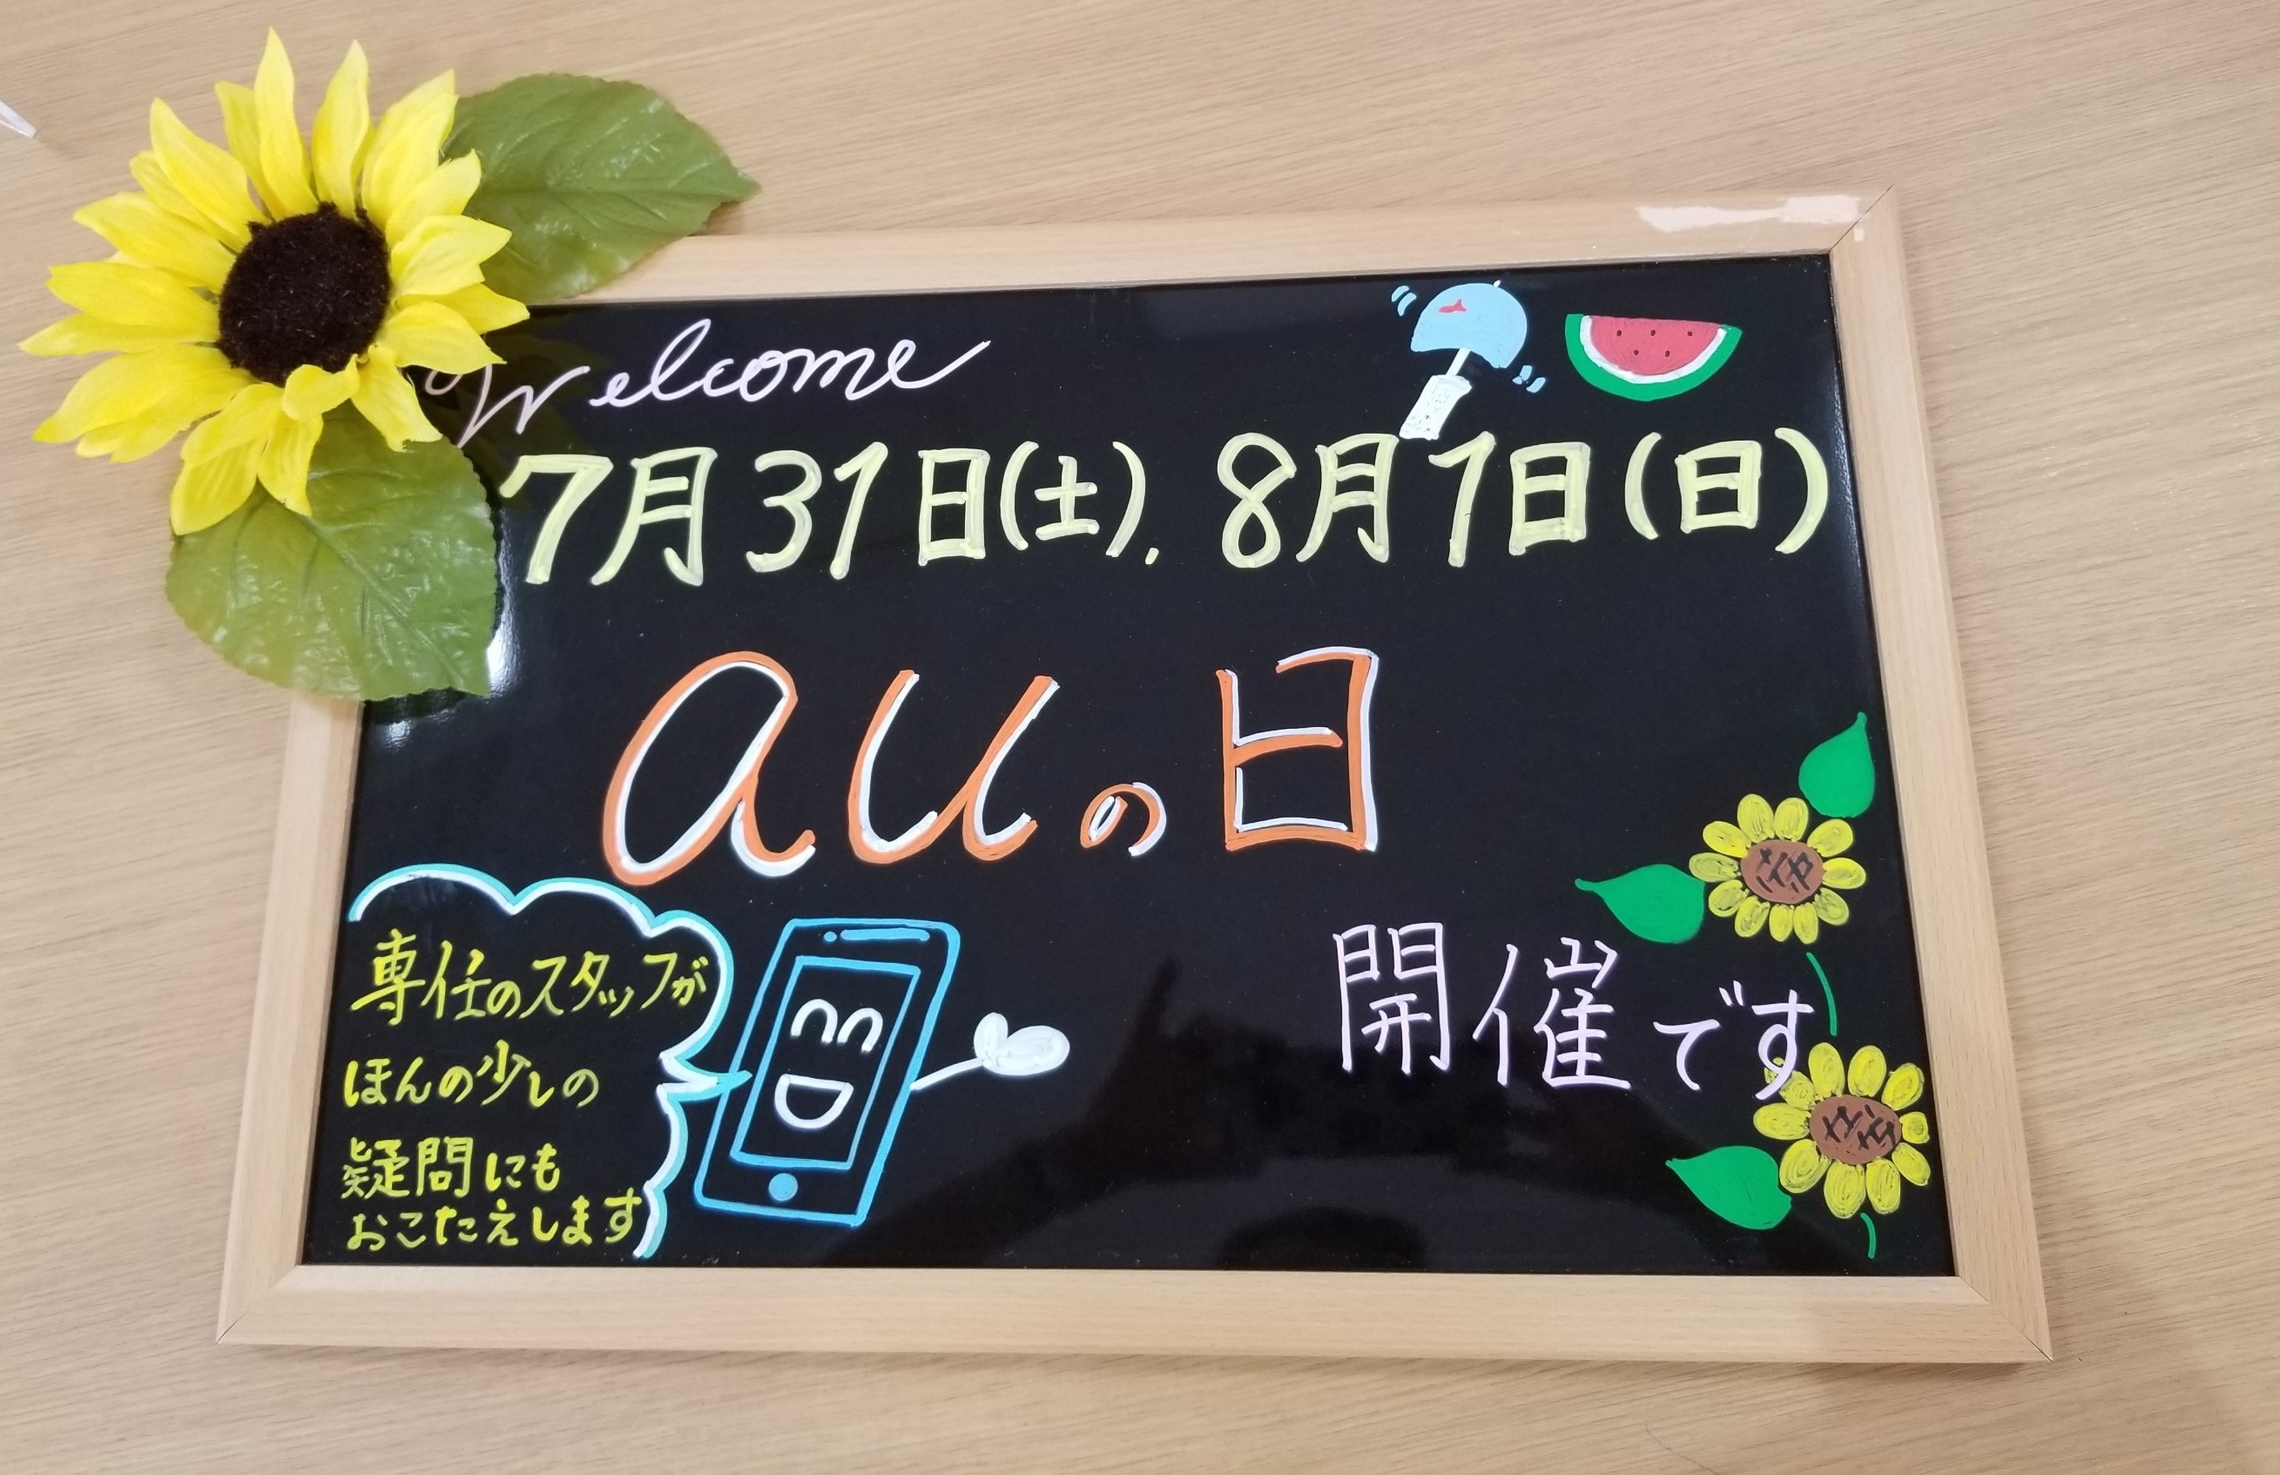 Welcome
7月31日(土). 8月1日(日)
auの日
開催です
専任のスタッフが
ほんの少しの
疑問にも
おこたえします